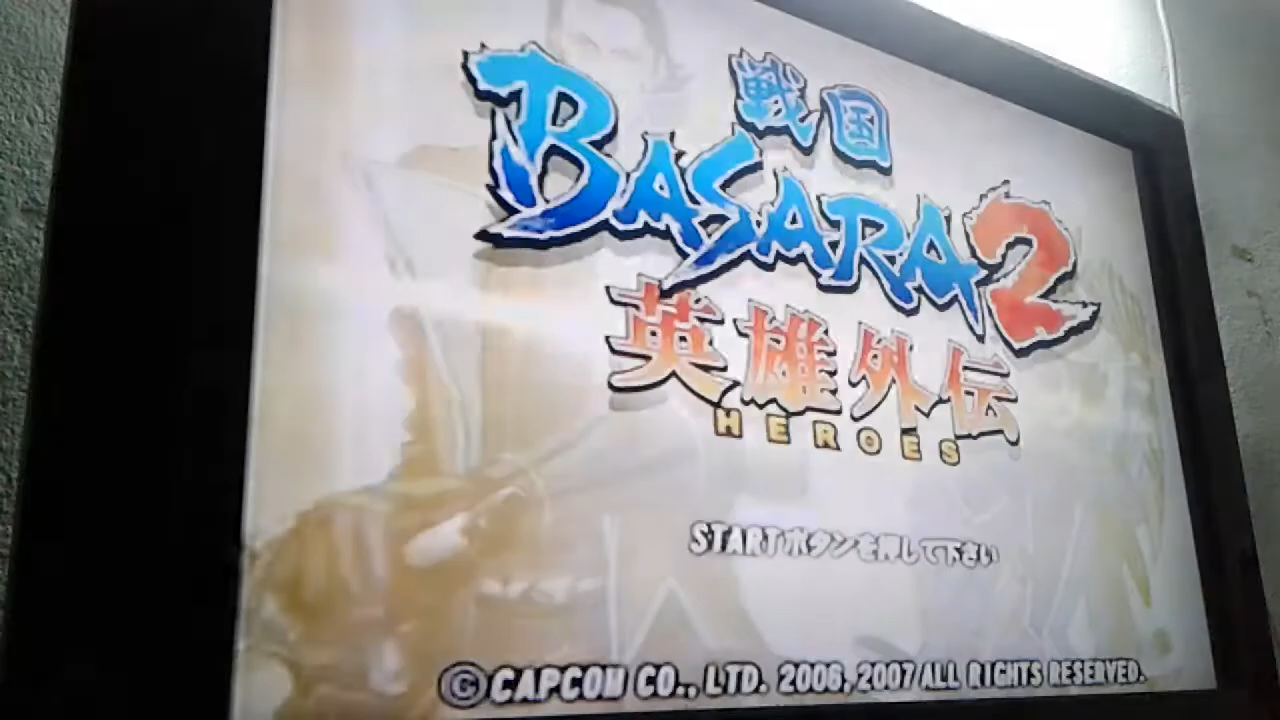 戦国
BASARA2
英雄外伝
HEROES
STARTボタンを押して下さい
©CAPCOM CO., LTD. 2006, 2007 ALL RIGHTS RESERVED.